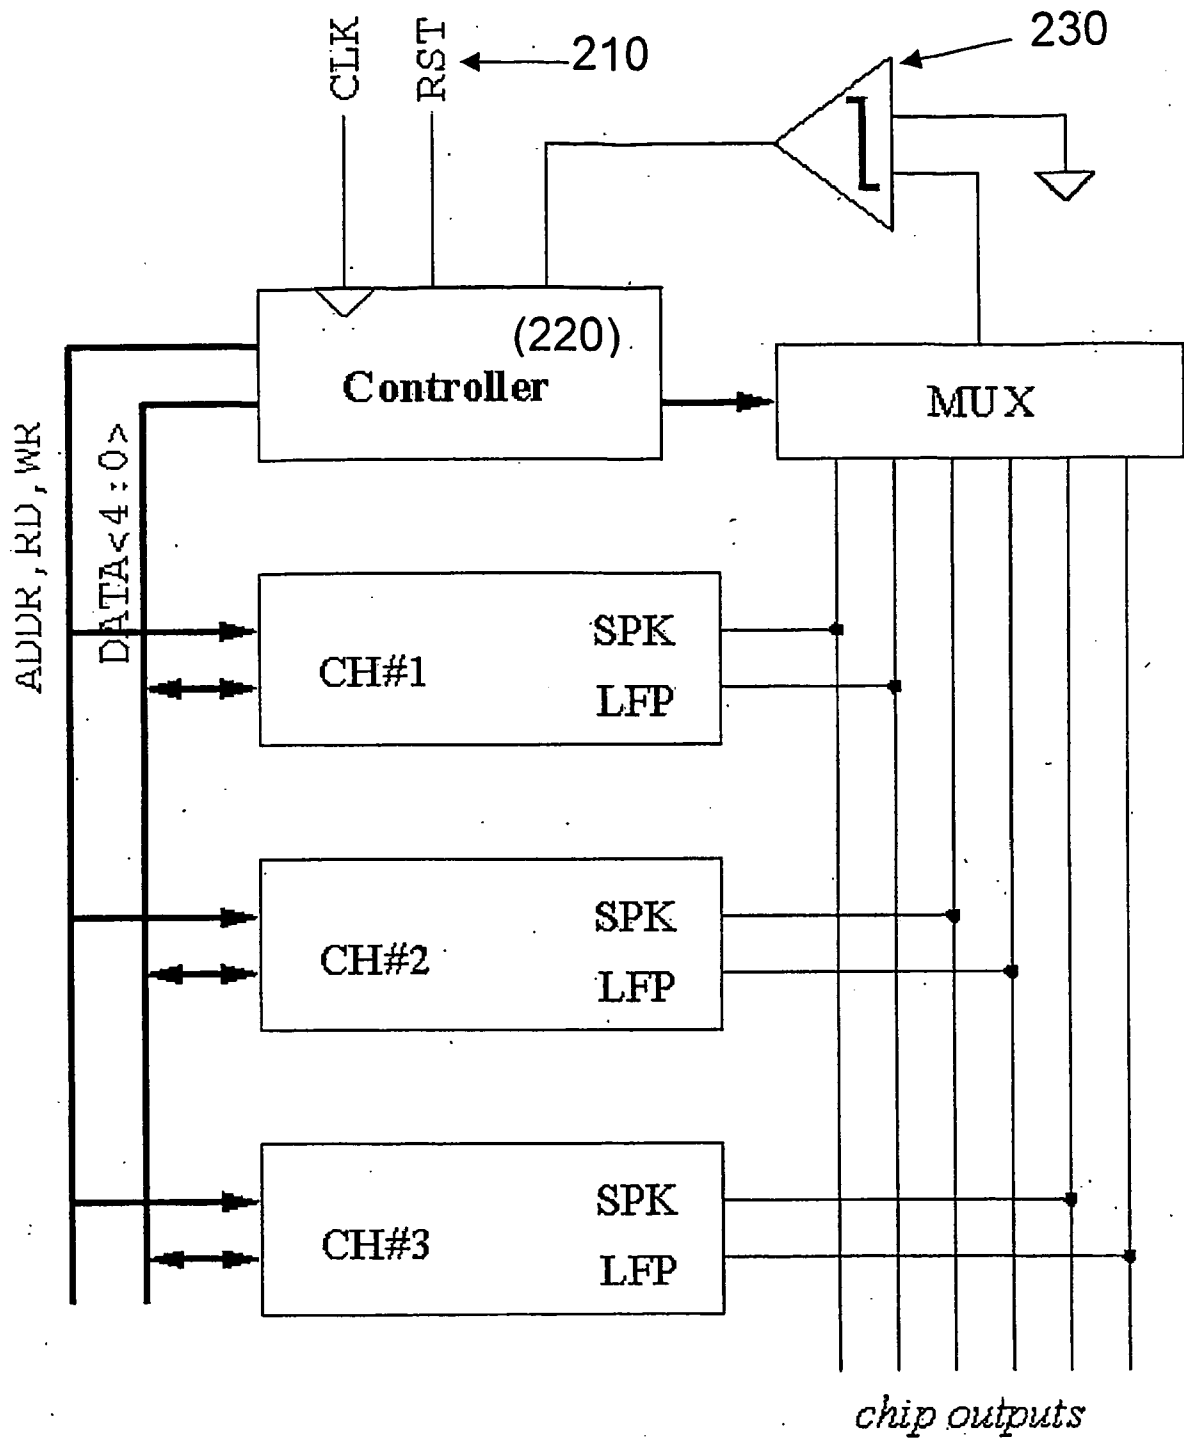 CLK
RST
210
230
(220)
Controller
MUX
ADDR,RD,WR
DATA<4:0>
SPK
CH#1
LFP
SPK
CH#2
LFP
SPK
CH#3
LFP
chip outputs